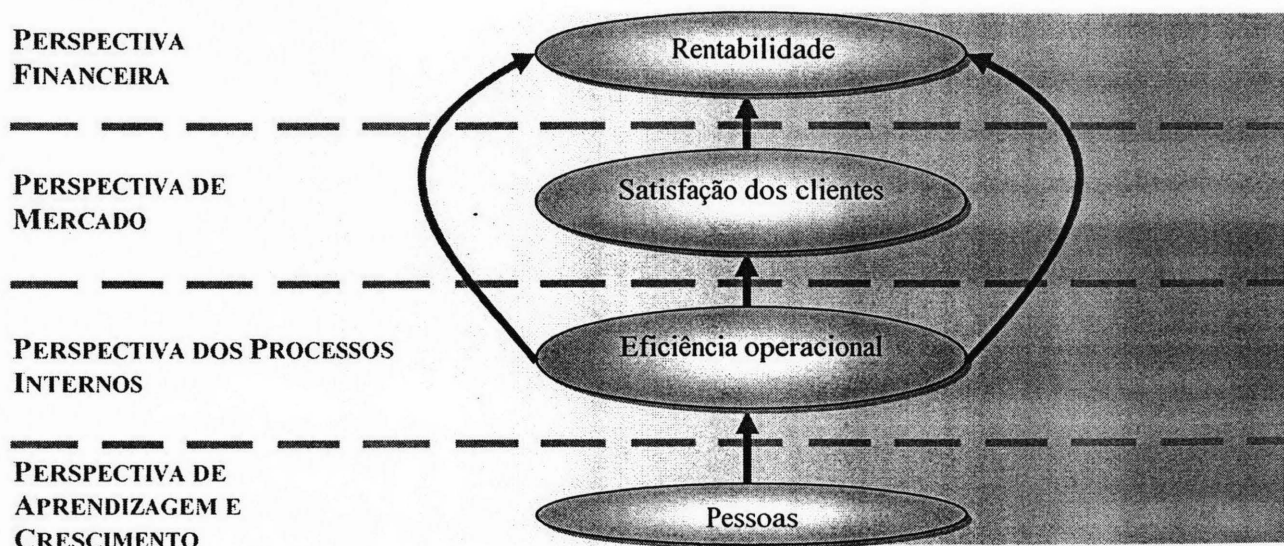 PERSPECTIVA
FINANCEIRA
Rentabilidade
PERSPECTIVA DE
MERCADO
Satisfação dos clientes
PERSPECTIVA DOS PROCESSOS
INTERNOS
Eficiência operacional
PERSPECTIVA DE
APRENDIZAGEM E
CRESCIMENTO
Pessoas